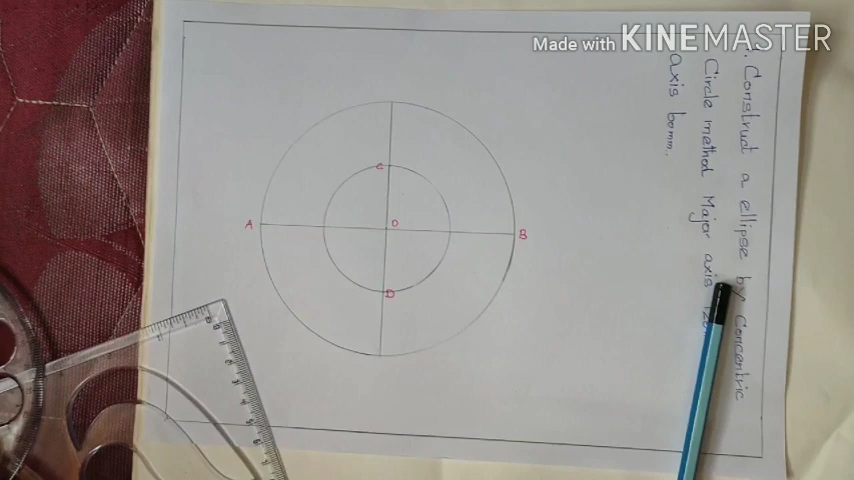 Made with KINEMASTER
Construct a ellipse by Concentric
Circle method Major axis
axis 60mm.
C
A
O
B
D